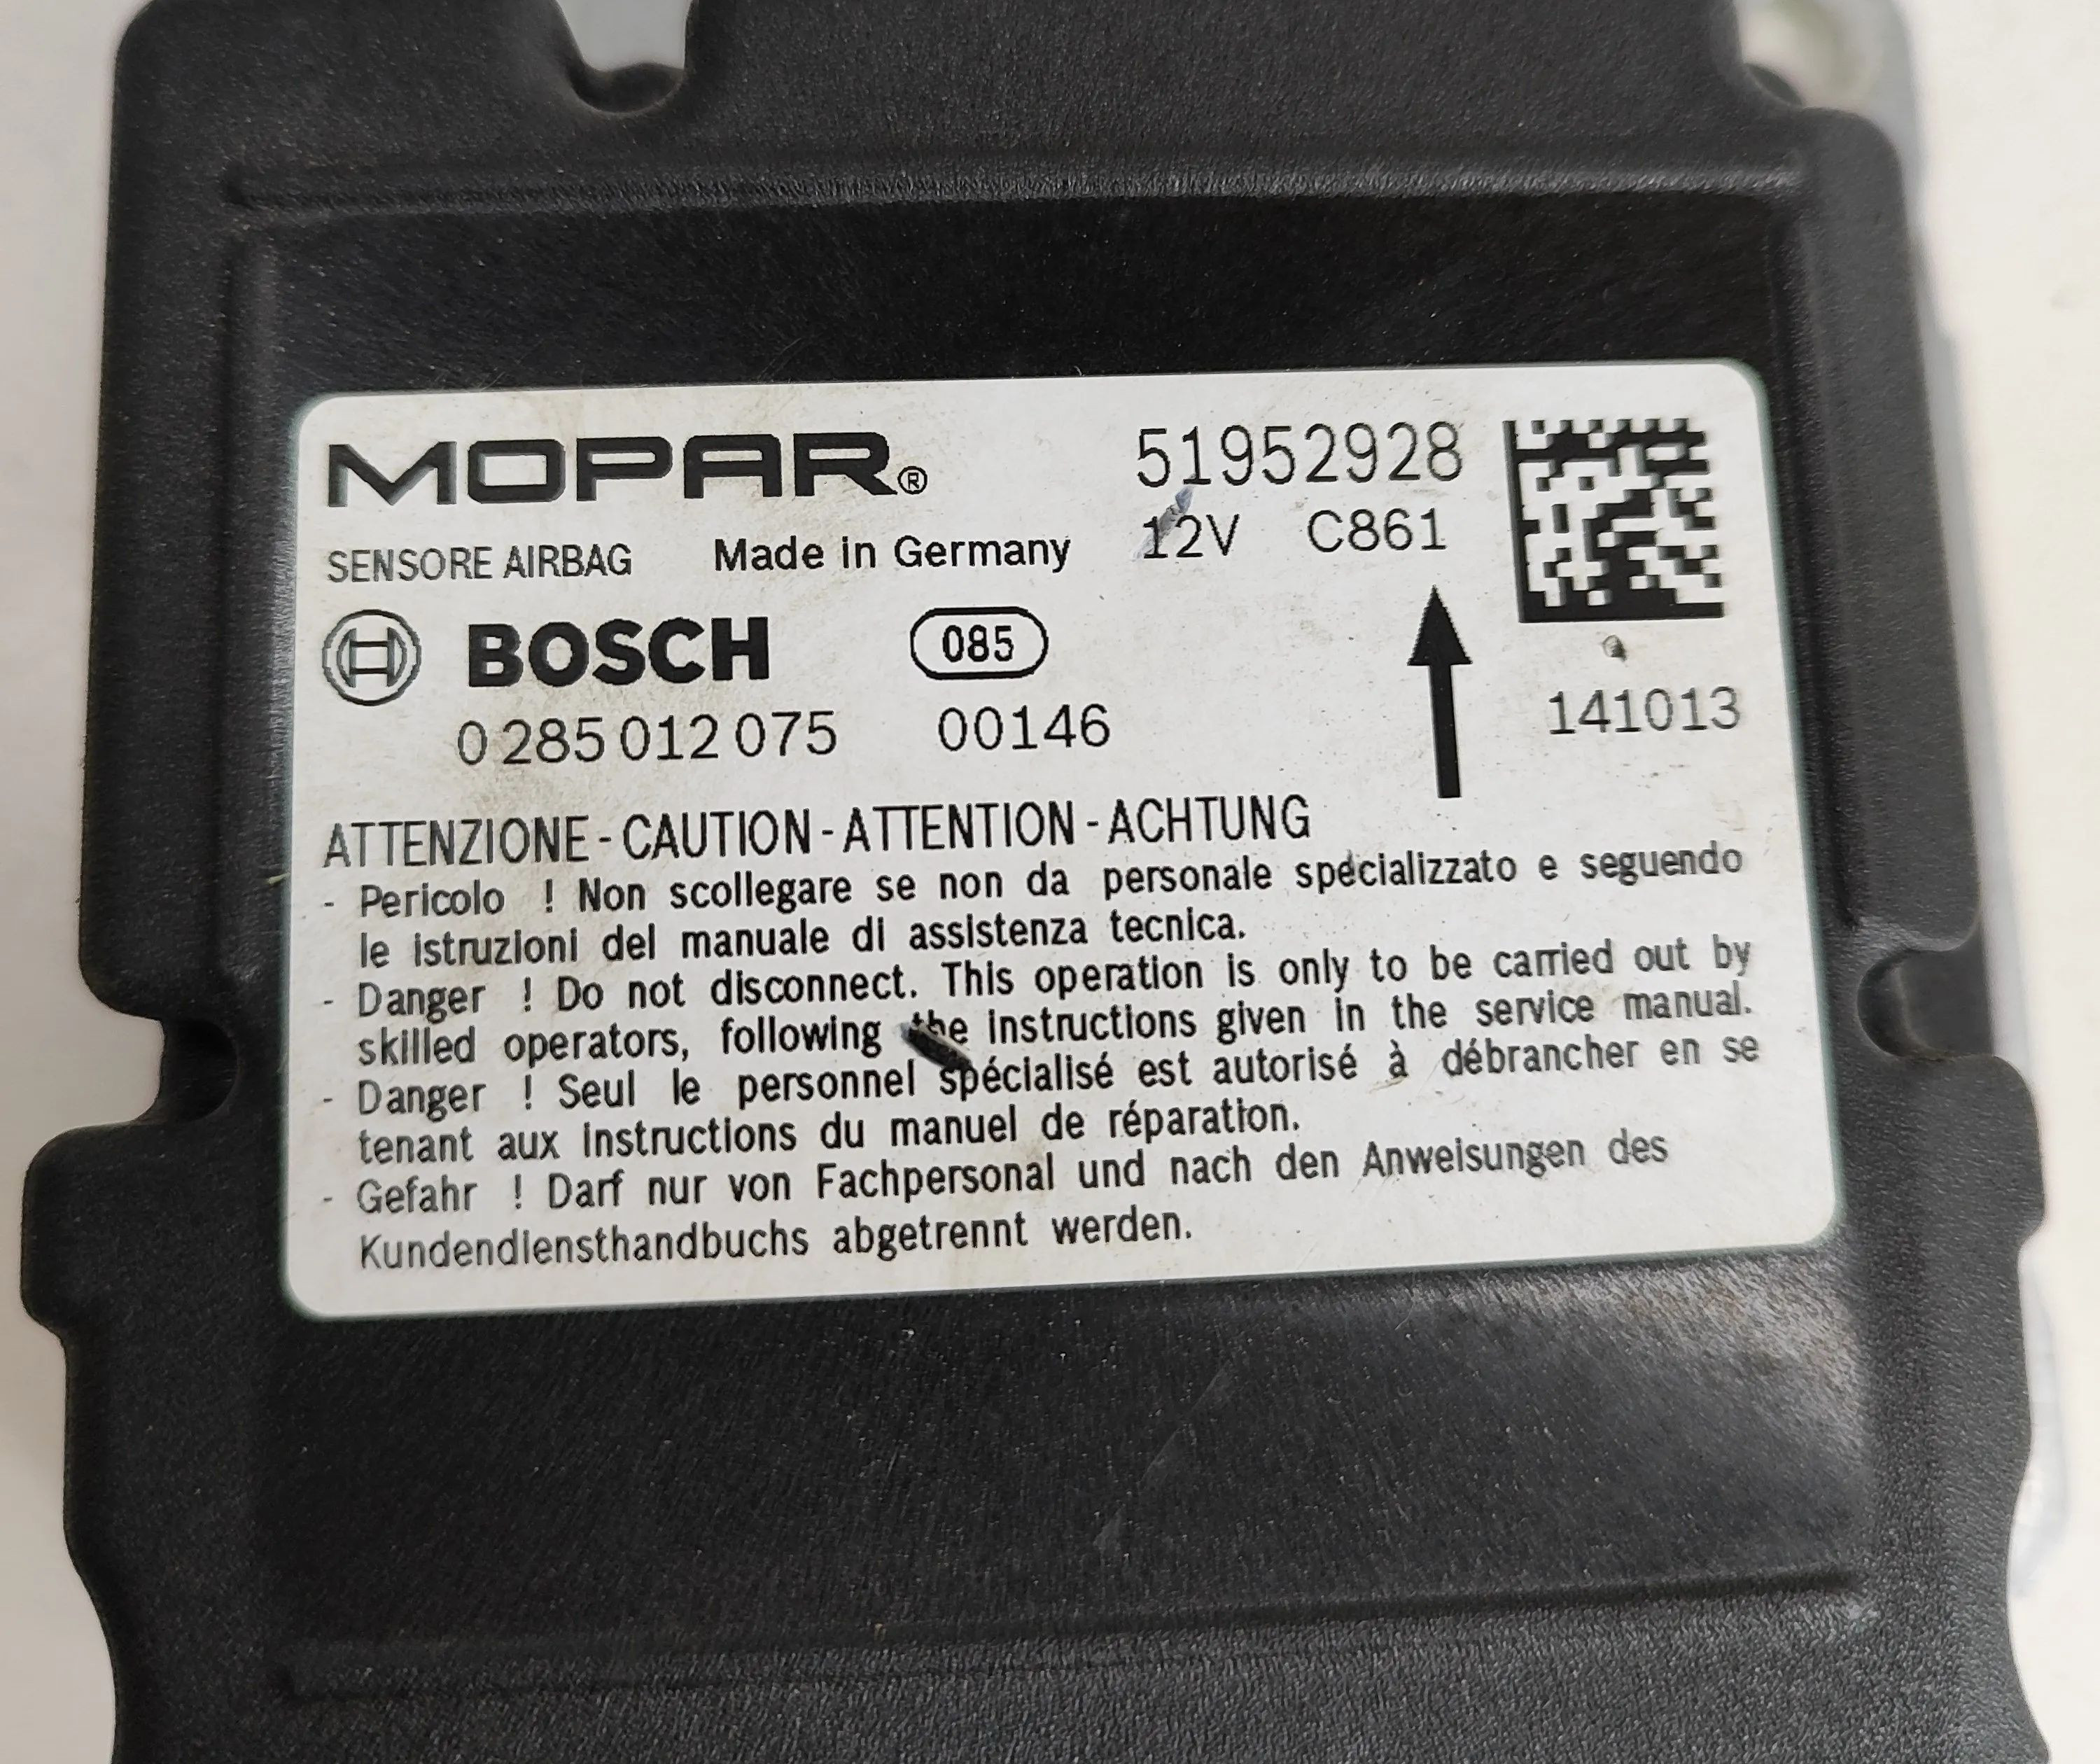 MOPAR®
51952928
SENSORE AIRBAG Made in Germany 12V C861
BOSCH 085
0 285 012 075 00146 141013
ATTENZIONE - CAUTION - ATTENTION - ACHTUNG
- Pericolo ! Non scollegare se non da personale specializzato e seguendo
le istruzioni del manuale di assistenza tecnica.
- Danger ! Do not disconnect. This operation is only to be carried out by
skilled operators, following the instructions given in the service manual.
- Danger ! Seul le personnel spécialisé est autorisé à débrancher en se
tenant aux instructions du manuel de réparation.
- Gefahr ! Darf nur von Fachpersonal und nach den Anweisungen des
Kundendiensthandbuchs abgetrennt werden.